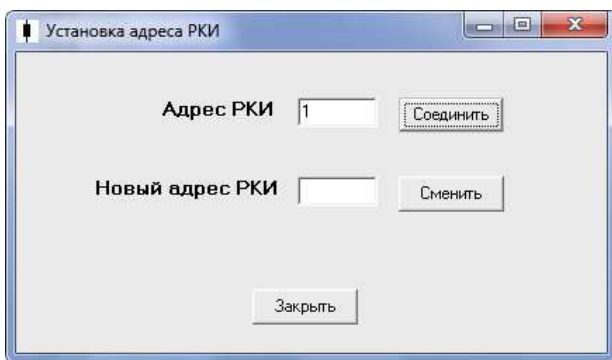 Установка адреса РКИ
Адрес РКИ 1 Соединить
Новый адрес РКИ Сменить
Закрыть